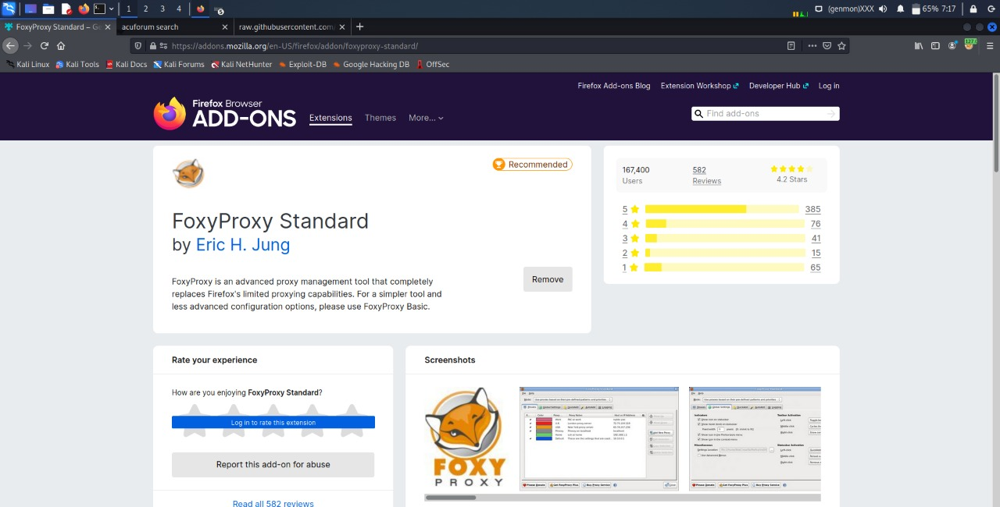 1 2 3 4 5 (genmon)XXX 65% 7:17
FoxyProxy Standard – Ge acuforum search raw.githubusercontent.com/
https://addons.mozilla.org/en-US/firefox/addon/foxyproxy-standard/
Kali Linux Kali Tools Kali Docs Kali Forums Kali NetHunter Exploit-DB Google Hacking DB OffSec
Firefox Add-ons Blog Extension Workshop Developer Hub Log in
Firefox Browser
ADD-ONS Extensions Themes More... Find add-ons
Recommended
FoxyProxy Standard
by Eric H. Jung
FoxyProxy is an advanced proxy management tool that completely
replaces Firefox's limited proxying capabilities. For a simpler tool and
less advanced configuration options, please use FoxyProxy Basic.
Remove
167,400 582 4.2 Stars
Users Reviews
5 385
4 76
3 41
2 15
1 65
Rate your experience
How are you enjoying FoxyProxy Standard?
Log in to rate this extension
Report this add-on for abuse
Read all 582 reviews
Screenshots
FOXY
PROXY